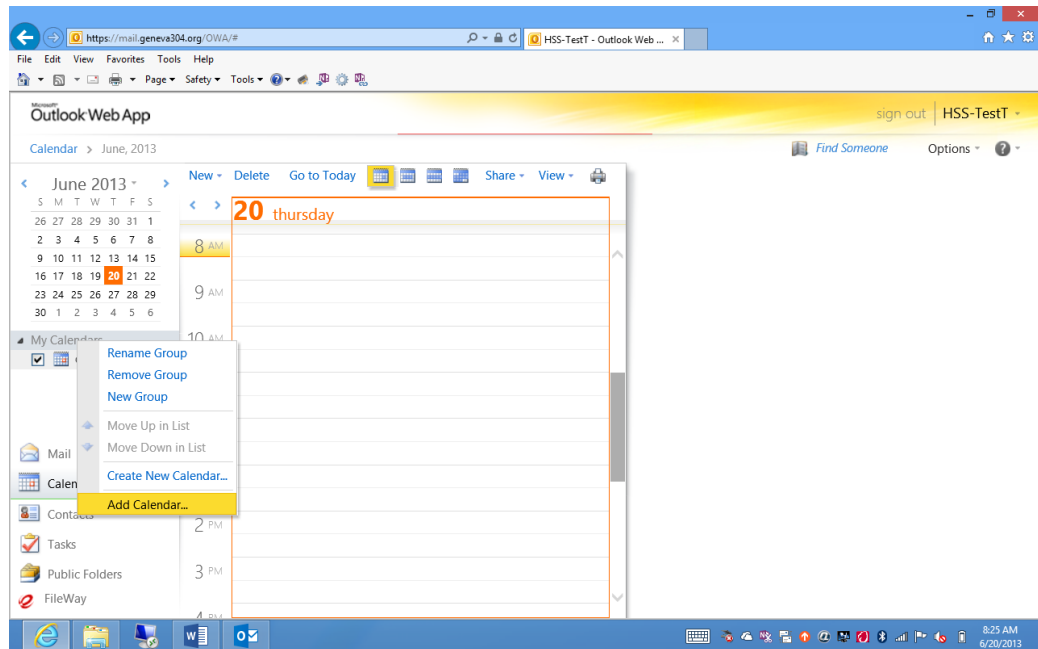 https://mail.geneva304.org/OWA/#
HSS-TestT - Outlook Web ...
File Edit View Favorites Tools Help
Page Safety Tools
Microsoft
Outlook Web App
sign out HSS-TestT
Calendar > June, 2013
Find Someone Options
June 2013
S M T W T F S
26 27 28 29 30 31 1
2 3 4 5 6 7 8
9 10 11 12 13 14 15
16 17 18 19 20 21 22
23 24 25 26 27 28 29
30 1 2 3 4 5 6
New Delete Go to Today Share View
20 thursday
8 AM
9 AM
10 AM
2 PM
3 PM
4 PM
My Calendars
Rename Group
Remove Group
New Group
Move Up in List
Move Down in List
Create New Calendar...
Add Calendar...
Mail
Calen
Contacts
Tasks
Public Folders
FileWay
8:25 AM
6/20/2013